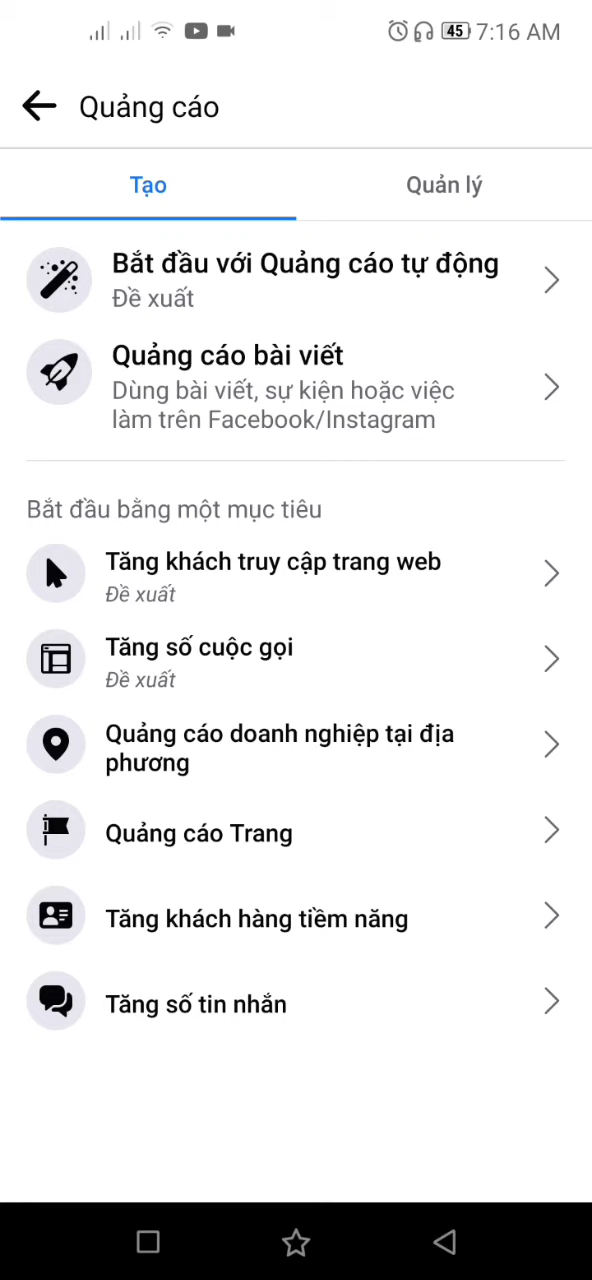 45 7:16 AM
Quảng cáo
Tạo Quản lý
Bắt đầu với Quảng cáo tự động
Đề xuất
Quảng cáo bài viết
Dùng bài viết, sự kiện hoặc việc
làm trên Facebook/Instagram
Bắt đầu bằng một mục tiêu
Tăng khách truy cập trang web
Đề xuất
Tăng số cuộc gọi
Đề xuất
Quảng cáo doanh nghiệp tại địa
phương
Quảng cáo Trang
Tăng khách hàng tiềm năng
Tăng số tin nhắn